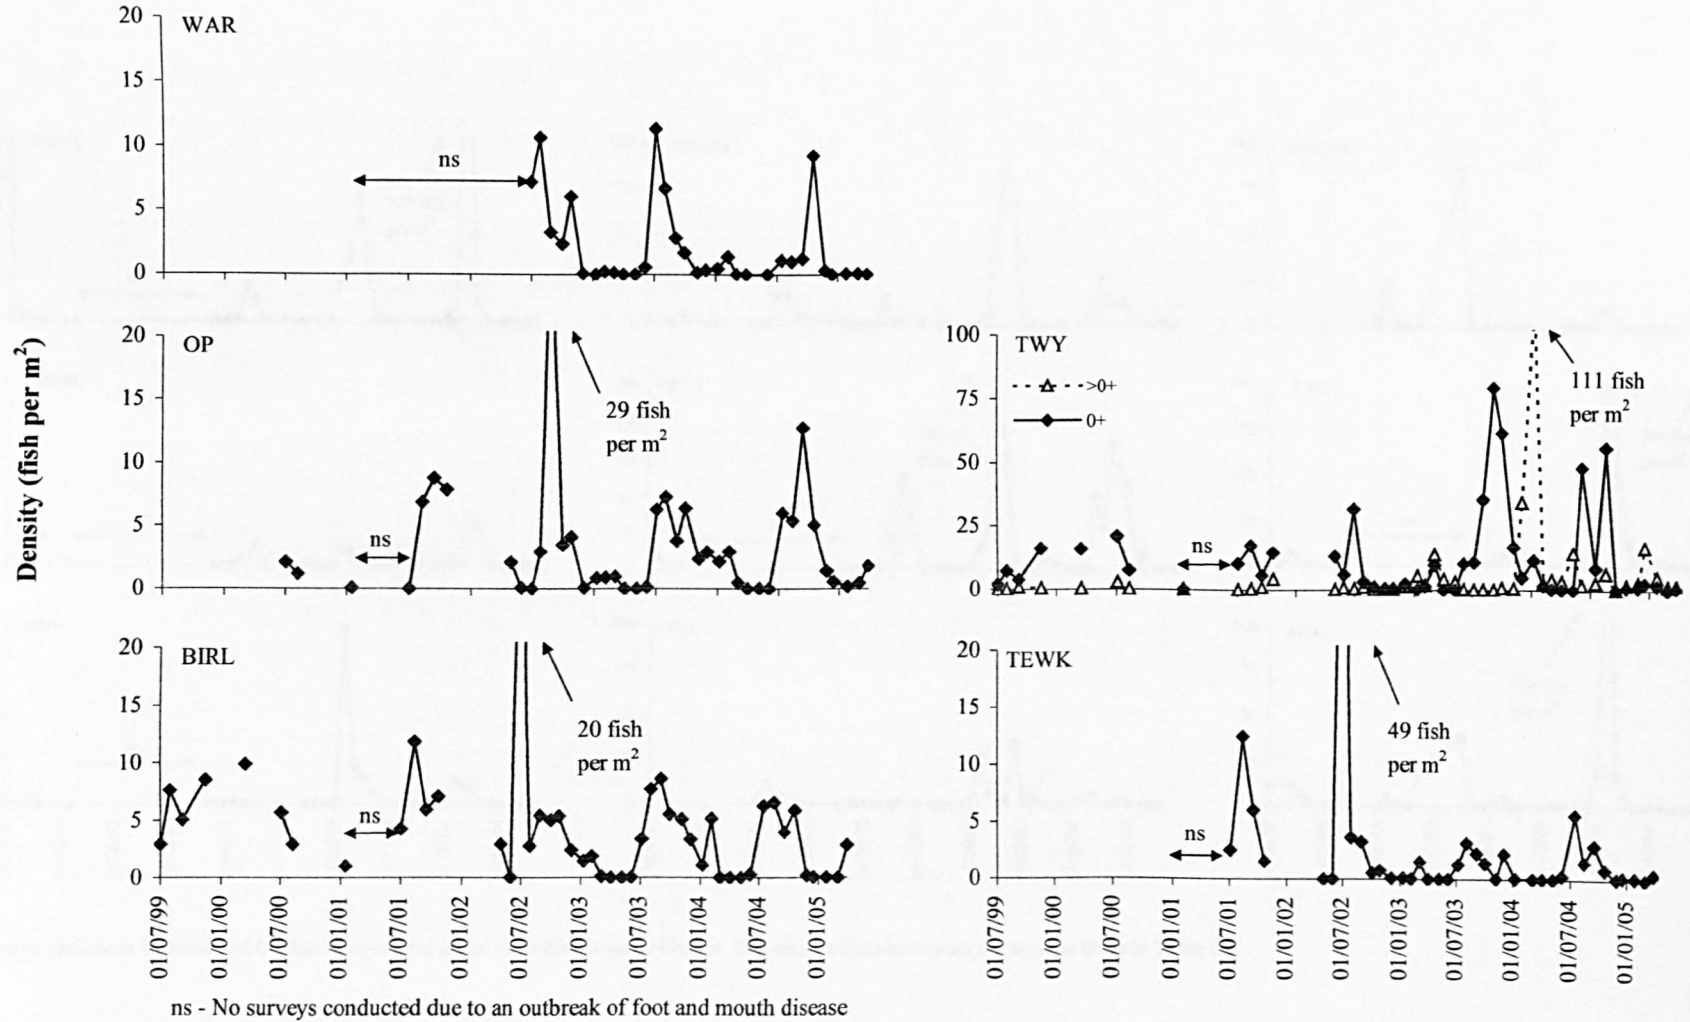 Density (fish per m2)
WAR
20
15
10
5
0
ns
OP
20
15
10
5
0
ns
29 fish
per m2
TWY
100
75
50
25
0
>0+
0+
ns
111 fish
per m2
BIRL
20
15
10
5
0
ns
20 fish
per m2
01/07/99
01/01/00
01/07/00
01/01/01
01/07/01
01/01/02
01/07/02
01/01/03
01/07/03
01/01/04
01/07/04
01/01/05
TEWK
20
15
10
5
0
ns
49 fish
per m2
01/07/99
01/01/00
01/07/00
01/01/01
01/07/01
01/01/02
01/07/02
01/01/03
01/07/03
01/01/04
01/07/04
01/01/05
ns - No surveys conducted due to an outbreak of foot and mouth disease